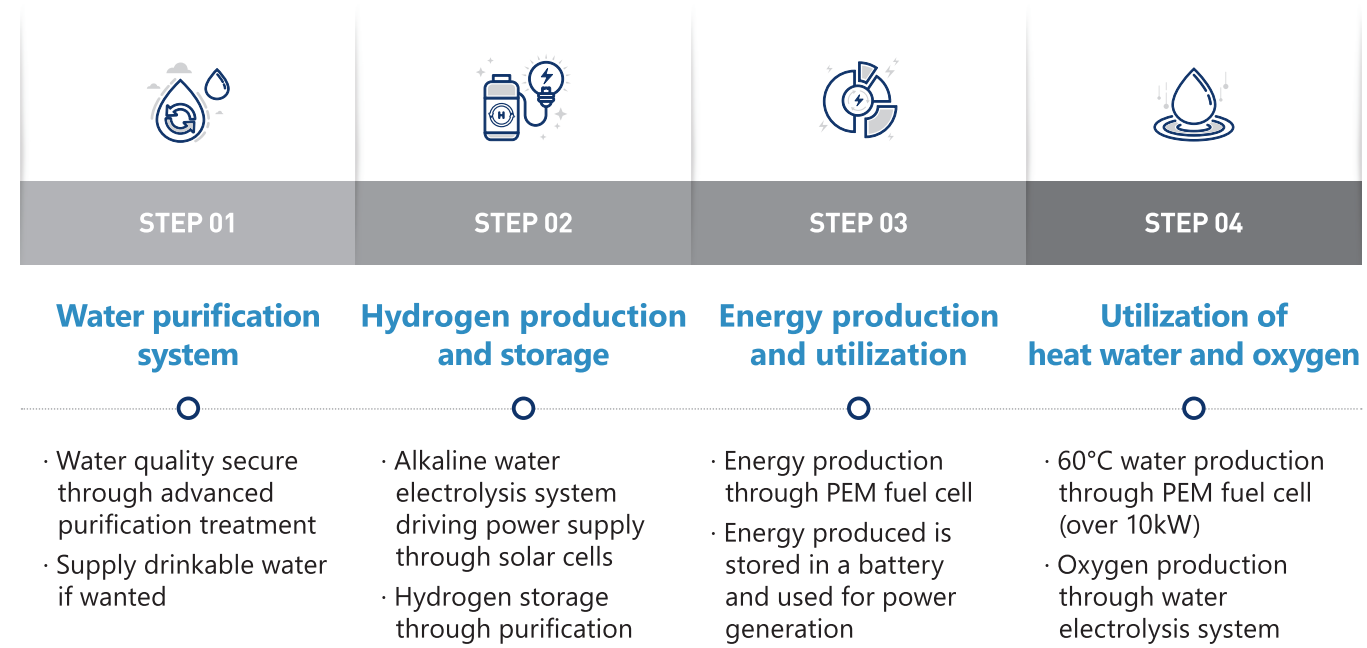 H
STEP 01
STEP 02
STEP 03
STEP 04
Water purification
system
Hydrogen production
and storage
Energy production
and utilization
Utilization of
heat water and oxygen
· Water quality secure
through advanced
purification treatment
· Supply drinkable water
if wanted
· Alkaline water
electrolysis system
driving power supply
through solar cells
· Hydrogen storage
through purification
· Energy production
through PEM fuel cell
· Energy produced is
stored in a battery
and used for power
generation
· 60°C water production
through PEM fuel cell
(over 10kW)
· Oxygen production
through water
electrolysis system